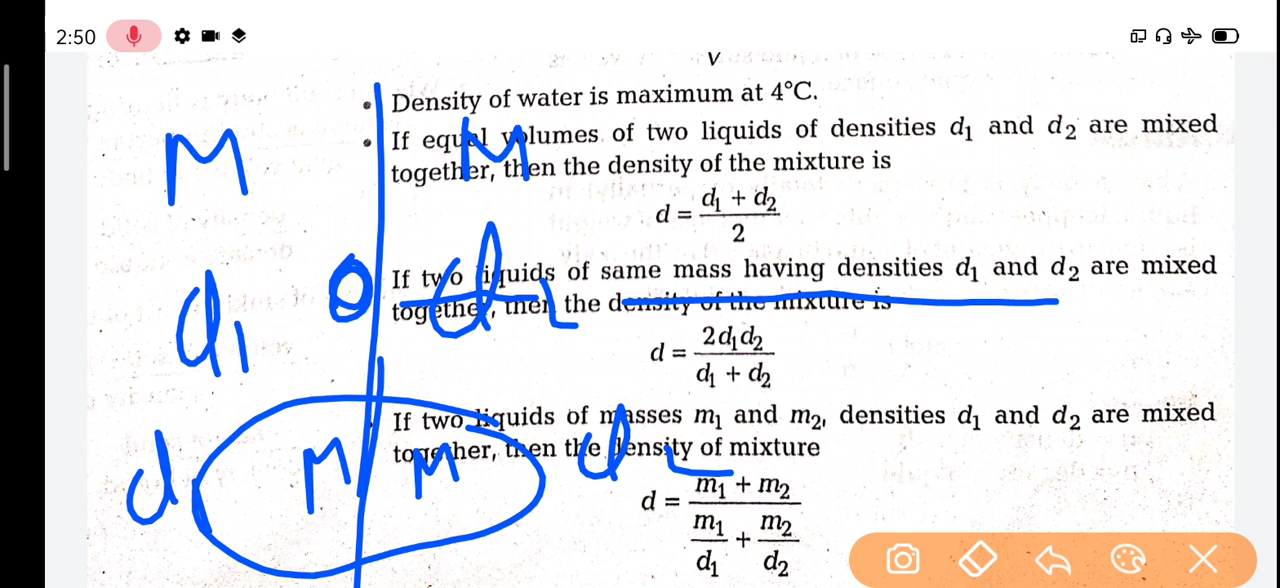 2:50
V
• Density of water is maximum at 4°C.
• If equal volumes of two liquids of densities d₁ and d₂ are mixed
together, then the density of the mixture is
d = (d₁ + d₂)/2
If two liquids of same mass having densities d₁ and d₂ are mixed
together, then the density of the mixture is
d = 2d₁d₂/(d₁ + d₂)
If two liquids of masses m₁ and m₂, densities d₁ and d₂ are mixed
together, then the density of mixture
d = (m₁ + m₂)/(m₁/d₁ + m₂/d₂)
M M
d₁ d₂
d₁ M M d₂